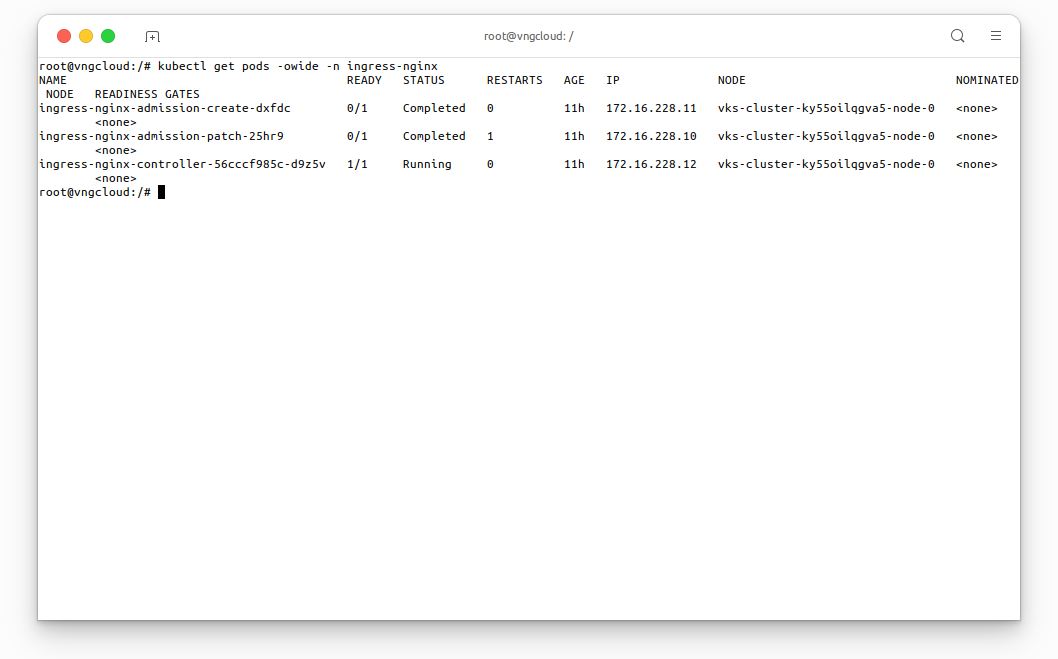 root@vngcloud: /
root@vngcloud:/# kubectl get pods -owide -n ingress-nginx
NAME                                        READY   STATUS      RESTARTS   AGE   IP              NODE                              NOMINATED
 NODE   READINESS GATES
ingress-nginx-admission-create-dxfdc        0/1     Completed   0          11h   172.16.228.11   vks-cluster-ky55oilqgva5-node-0   <none>
        <none>
ingress-nginx-admission-patch-25hr9         0/1     Completed   1          11h   172.16.228.10   vks-cluster-ky55oilqgva5-node-0   <none>
        <none>
ingress-nginx-controller-56cccf985c-d9z5v   1/1     Running     0          11h   172.16.228.12   vks-cluster-ky55oilqgva5-node-0   <none>
        <none>
root@vngcloud:/#